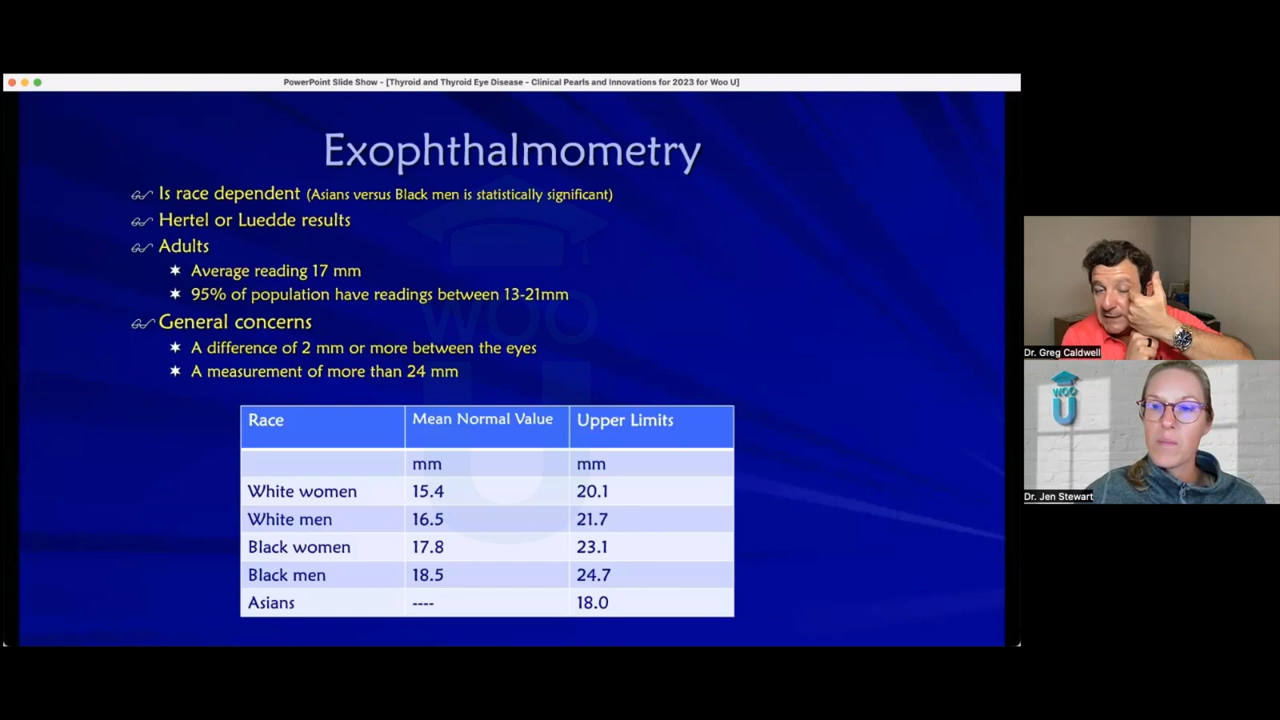 PowerPoint Slide Show - [Thyroid and Thyroid Eye Disease - Clinical Pearls and Innovations for 2023 for Woo U]
Exophthalmometry
Is race dependent (Asians versus Black men is statistically significant)
Hertel or Luedde results
Adults
Average reading 17 mm
95% of population have readings between 13-21mm
General concerns
A difference of 2 mm or more between the eyes
A measurement of more than 24 mm
Race Mean Normal Value Upper Limits
mm mm
White women 15.4 20.1
White men 16.5 21.7
Black women 17.8 23.1
Black men 18.5 24.7
Asians ---- 18.0
WOO
U
Dr. Greg Caldwell
WOO
U
Dr. Jen Stewart